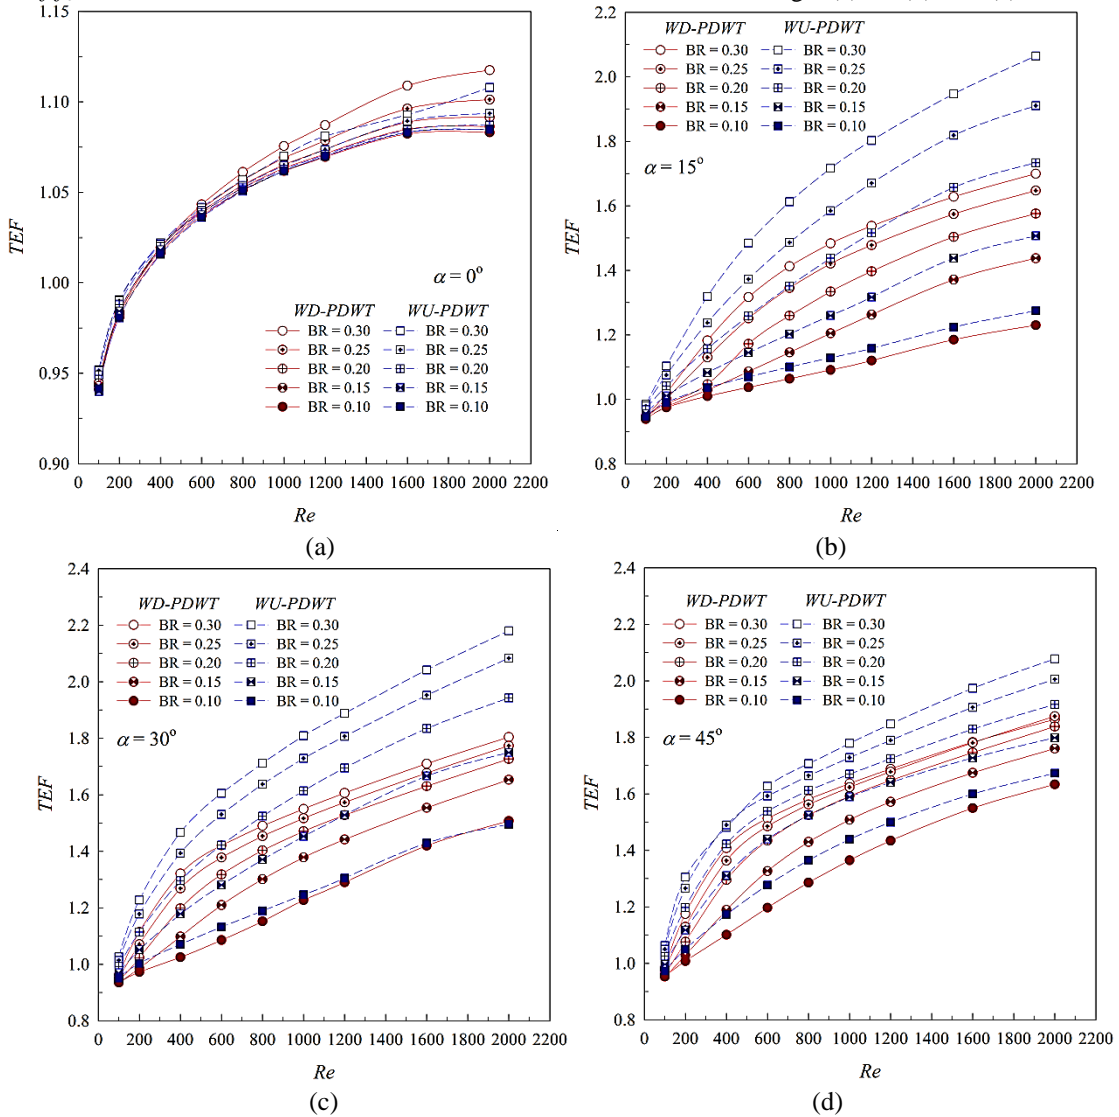 1.15
1.10
1.05
1.00
0.95
0.90
TEF
α = 0°
WD-PDWT WU-PDWT
BR = 0.30 BR = 0.30
BR = 0.25 BR = 0.25
BR = 0.20 BR = 0.20
BR = 0.15 BR = 0.15
BR = 0.10 BR = 0.10
0 200 400 600 800 1000 1200 1400 1600 1800 2000 2200
Re
(a)
2.2
2.0
1.8
1.6
1.4
1.2
1.0
0.8
TEF
WD-PDWT WU-PDWT
BR = 0.30 BR = 0.30
BR = 0.25 BR = 0.25
BR = 0.20 BR = 0.20
BR = 0.15 BR = 0.15
BR = 0.10 BR = 0.10
α = 15°
0 200 400 600 800 1000 1200 1400 1600 1800 2000 2200
Re
(b)
2.4
2.2
2.0
1.8
1.6
1.4
1.2
1.0
0.8
TEF
WD-PDWT WU-PDWT
BR = 0.30 BR = 0.30
BR = 0.25 BR = 0.25
BR = 0.20 BR = 0.20
BR = 0.15 BR = 0.15
BR = 0.10 BR = 0.10
α = 30°
0 200 400 600 800 1000 1200 1400 1600 1800 2000 2200
Re
(c)
2.4
2.2
2.0
1.8
1.6
1.4
1.2
1.0
0.8
TEF
WD-PDWT WU-PDWT
BR = 0.30 BR = 0.30
BR = 0.25 BR = 0.25
BR = 0.20 BR = 0.20
BR = 0.15 BR = 0.15
BR = 0.10 BR = 0.10
α = 45°
0 200 400 600 800 1000 1200 1400 1600 1800 2000 2200
Re
(d)